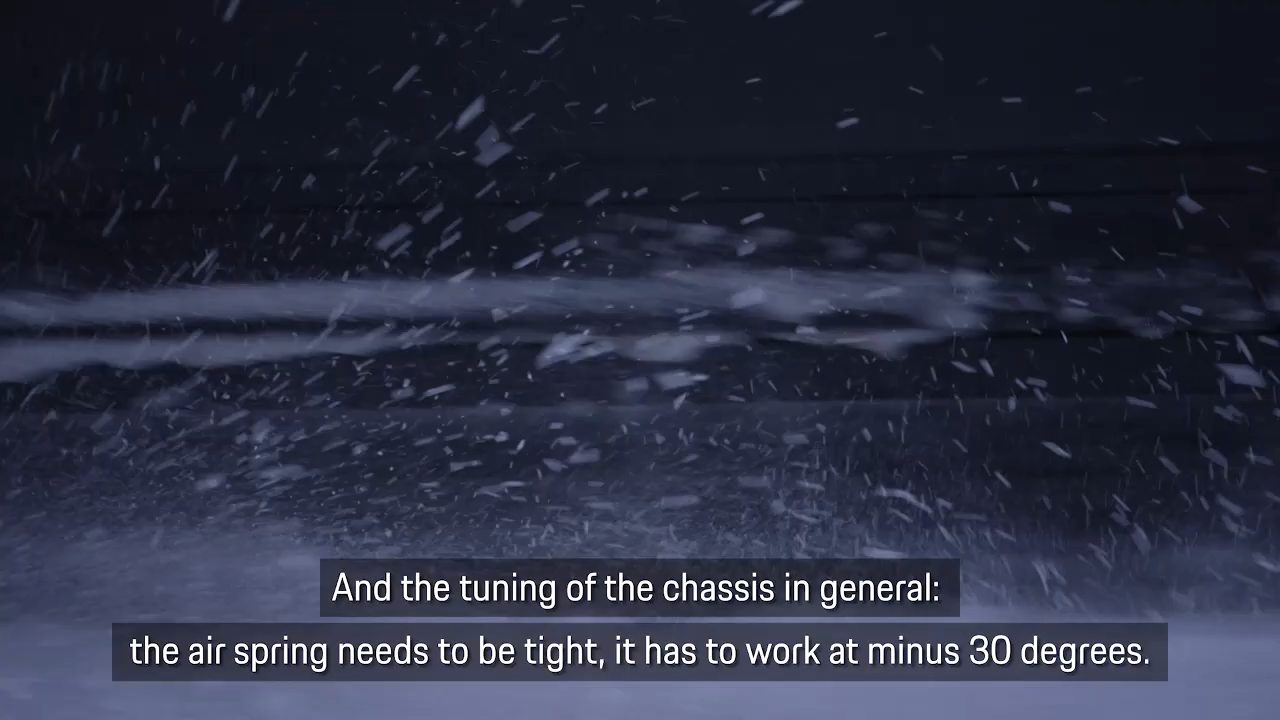 And the tuning of the chassis in general:
the air spring needs to be tight, it has to work at minus 30 degrees.